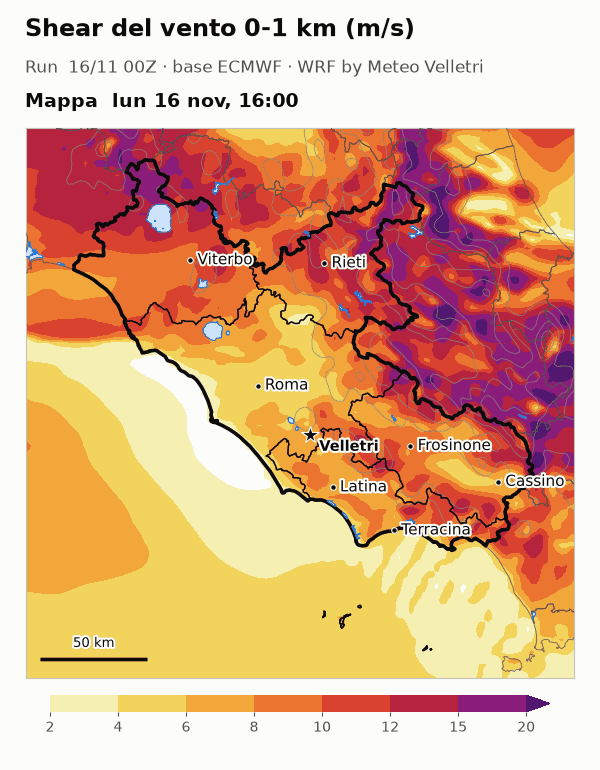 Shear del vento 0-1 km (m/s)
Run  16/11 00Z · base ECMWF · WRF by Meteo Velletri
Mappa  lun 16 nov, 16:00
Viterbo
Rieti
Roma
Velletri
Frosinone
Latina
Cassino
Terracina
50 km
2 4 6 8 10 12 15 20